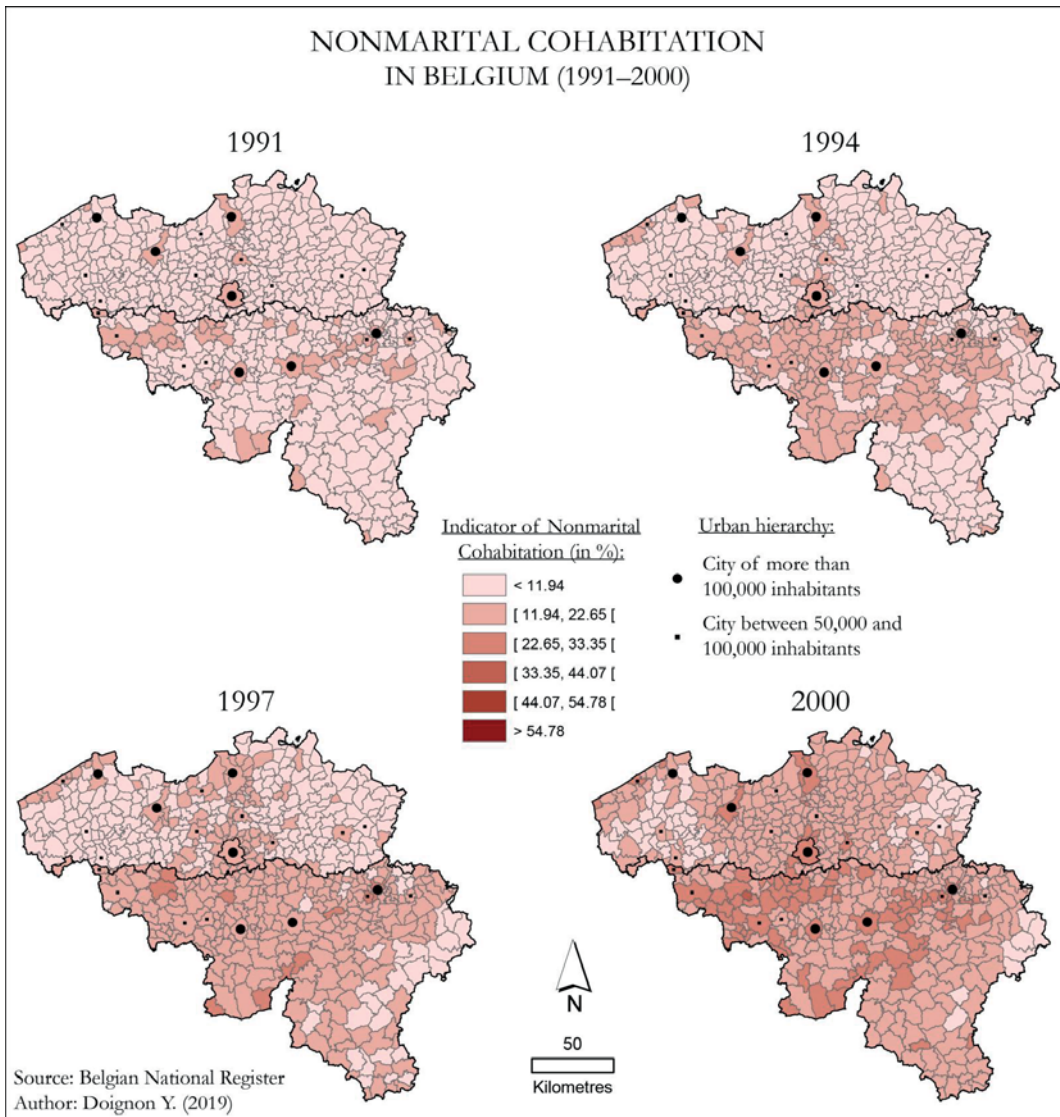 NONMARITAL COHABITATION
IN BELGIUM (1991–2000)
1991
1994
Indicator of Nonmarital
Cohabitation (in %):
< 11.94
[ 11.94, 22.65 [
[ 22.65, 33.35 [
[ 33.35, 44.07 [
[ 44.07, 54.78 [
> 54.78
Urban hierarchy:
City of more than
100,000 inhabitants
City between 50,000 and
100,000 inhabitants
1997
2000
N
50
Kilometres
Source: Belgian National Register
Author: Doignon Y. (2019)